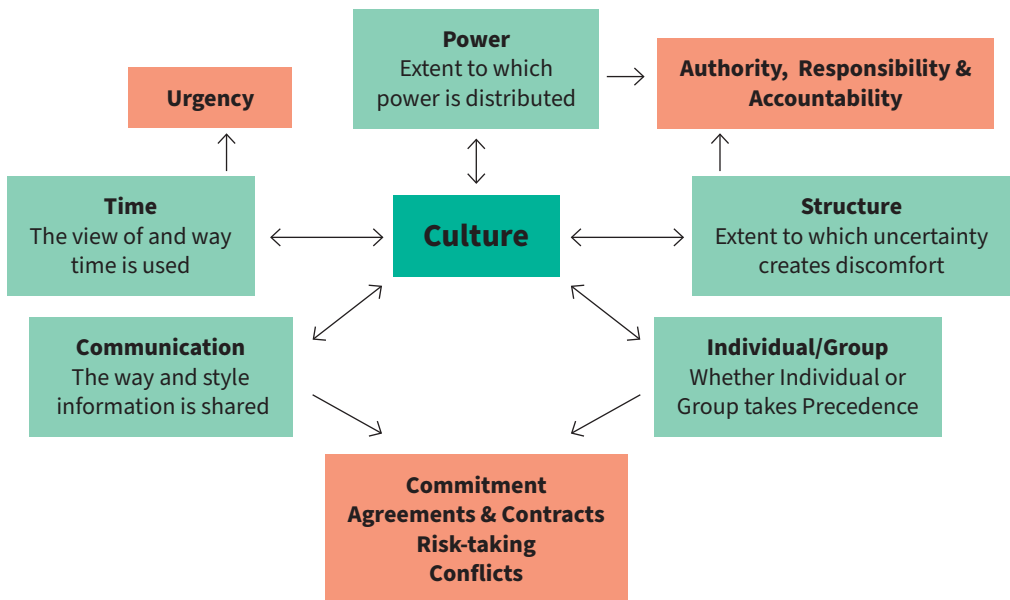 Power
Extent to which
power is distributed
Authority, Responsibility &
Accountability
Urgency
Time
The view of and way
time is used
Culture
Structure
Extent to which uncertainty
creates discomfort
Communication
The way and style
information is shared
Individual/Group
Whether Individual or
Group takes Precedence
Commitment
Agreements & Contracts
Risk-taking
Conflicts